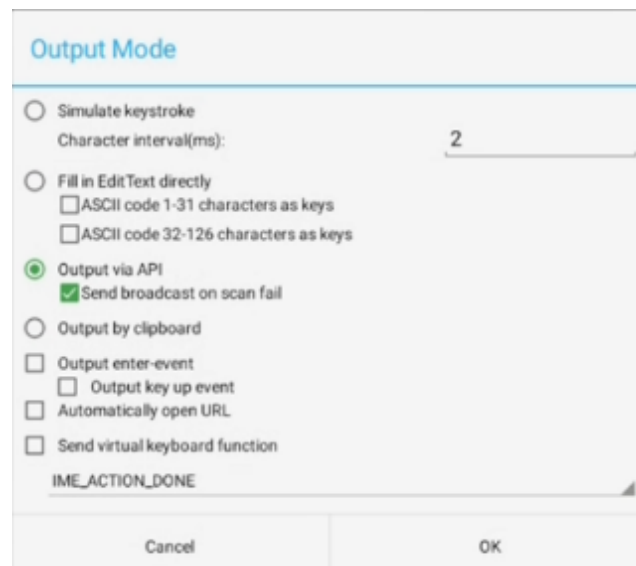 Output Mode
Simulate keystroke
Character interval(ms): 2
Fill in EditText directly
ASCII code 1-31 characters as keys
ASCII code 32-126 characters as keys
Output via API
Send broadcast on scan fail
Output by clipboard
Output enter-event
Output key up event
Automatically open URL
Send virtual keyboard function
IME_ACTION_DONE
Cancel OK